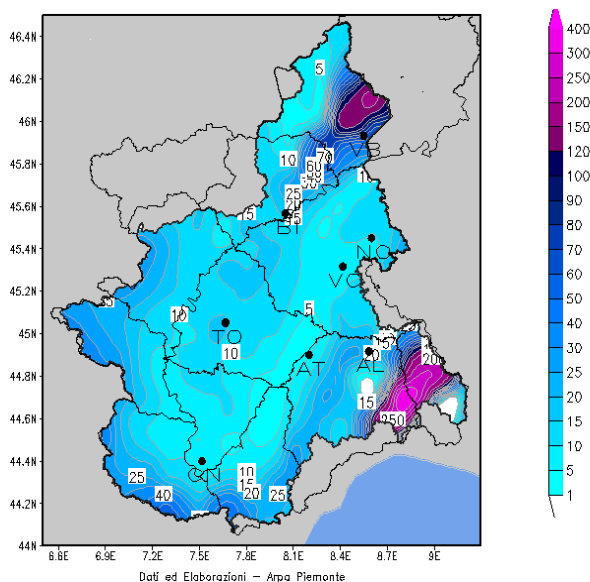 46.4N
46.2N
46N
45.8N
45.6N
45.4N
45.2N
45N
44.8N
44.6N
44.4N
44.2N
44N
6.6E 6.9E 7.2E 7.5E 7.8E 8.1E 8.4E 8.7E 9E
5
VB
10
70
60
30
25
BI
NO
VC
5
10
TO
10
AT
AL
15
20
250
CN
25
40
10
15
20
25
400
300
250
200
150
120
100
90
80
70
60
50
40
30
25
20
15
10
5
1
Dati ed Elaborazioni – Arpa Piemonte